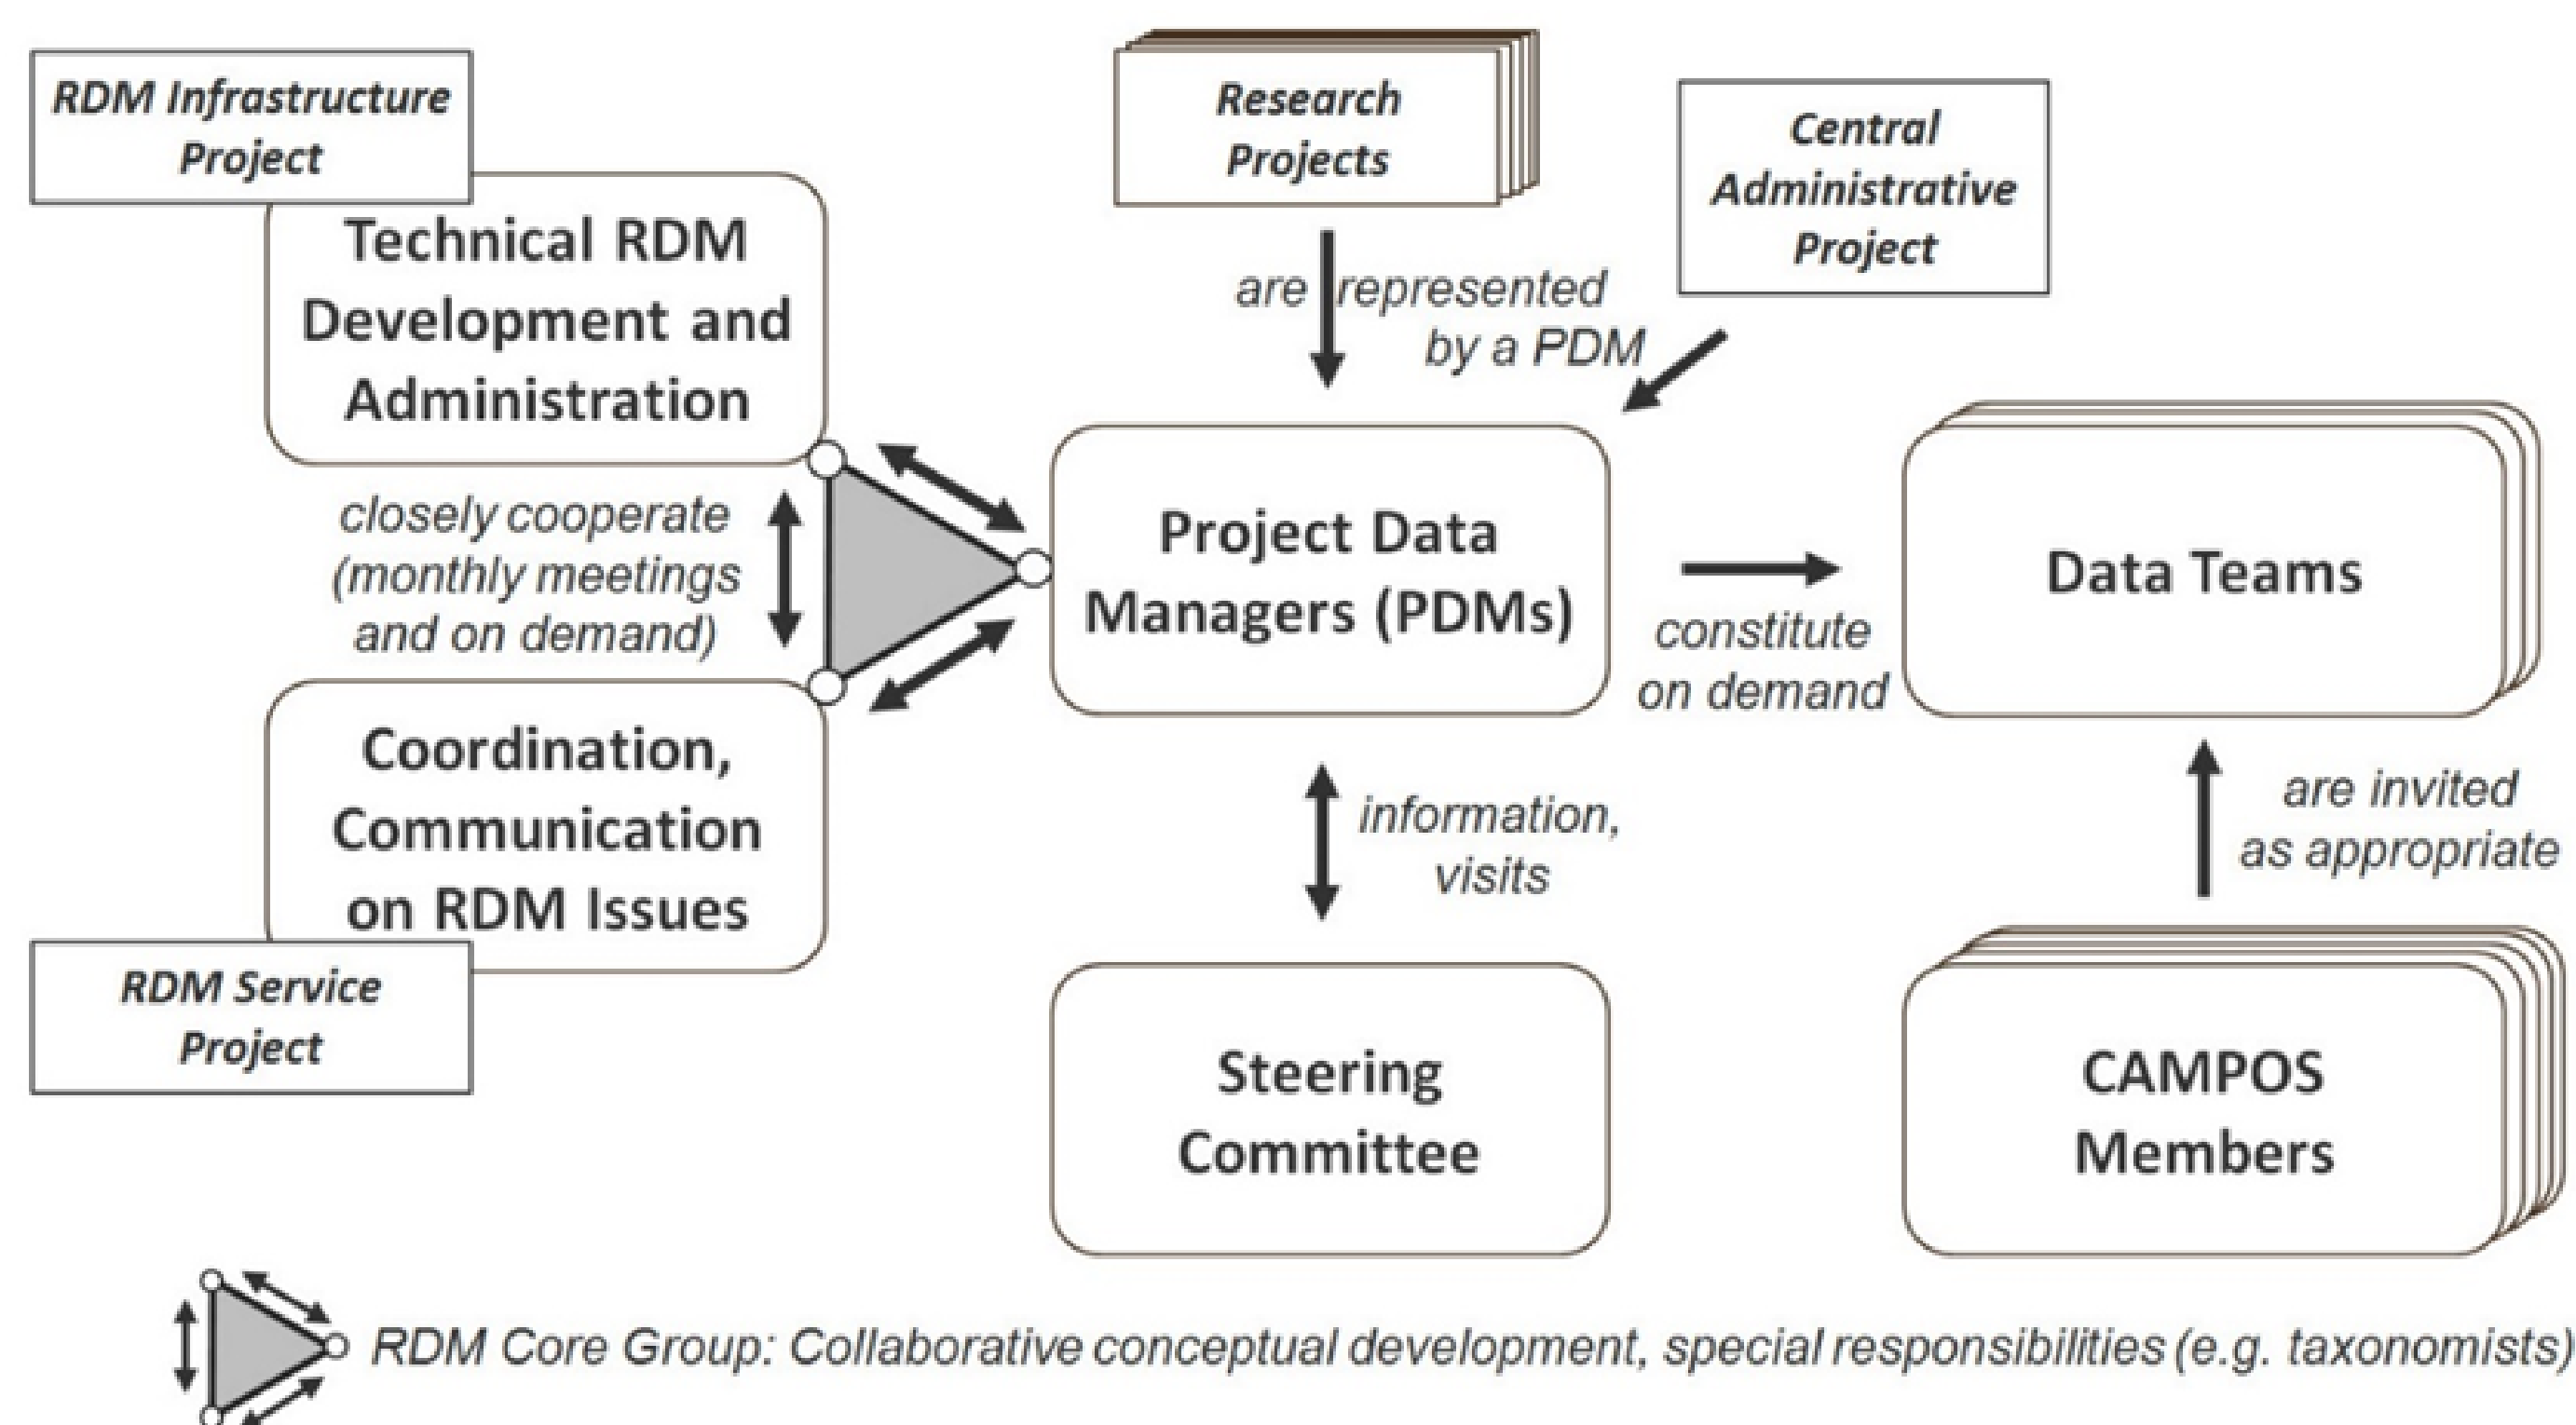 RDM Infrastructure
Project
Technical RDM
Development and
Administration
closely cooperate
(monthly meetings
and on demand)
Coordination,
Communication
on RDM Issues
RDM Service
Project
Research
Projects
Central
Administrative
Project
are represented
by a PDM
Project Data
Managers (PDMs)
constitute
on demand
Data Teams
information,
visits
are invited
as appropriate
Steering
Committee
CAMPOS
Members
RDM Core Group: Collaborative conceptual development, special responsibilities (e.g. taxonomists)